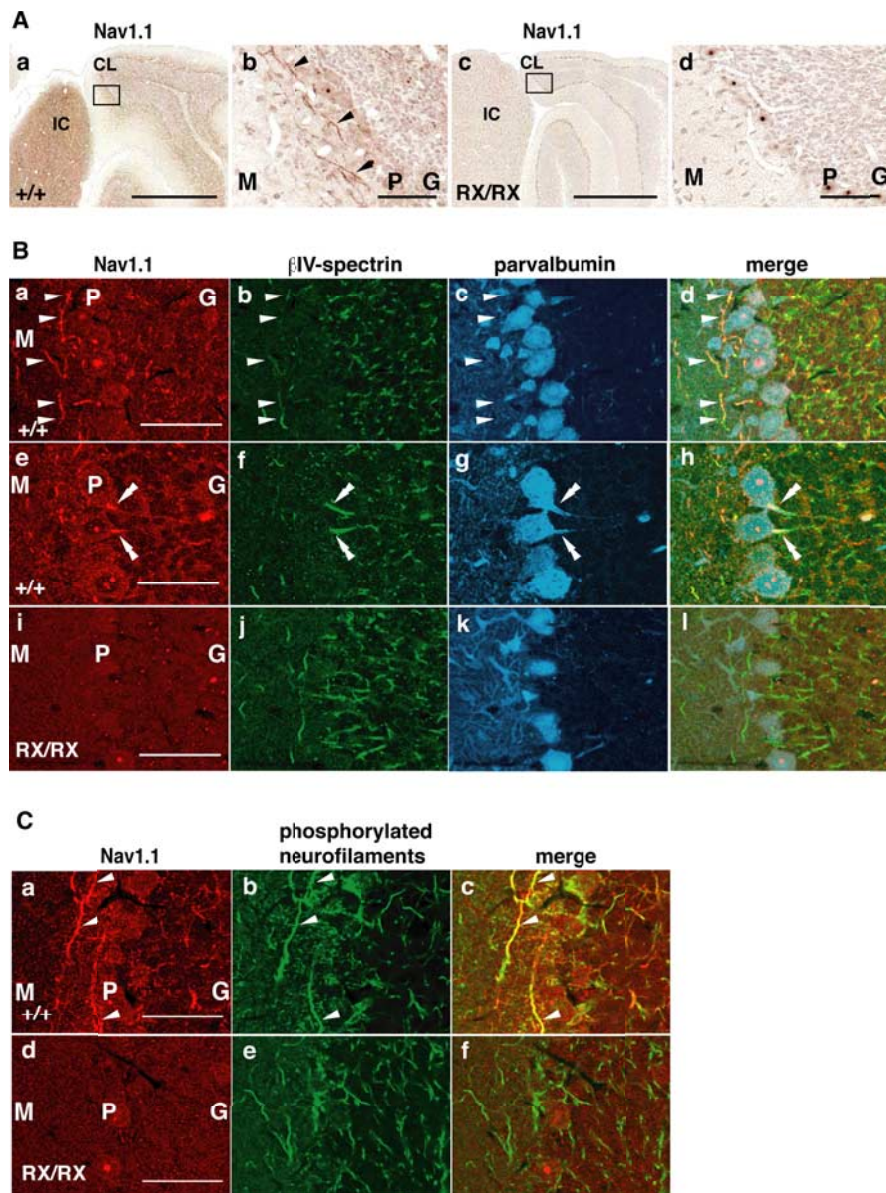 A
Nav1.1
Nav1.1
a
CL
IC
+/+
b
M
P
G
c
CL
IC
RX/RX
d
M
P
G
B
Nav1.1
βIV-spectrin
parvalbumin
merge
a
P
G
M
+/+
b
c
d
e
M
P
G
+/+
f
g
h
i
M
P
G
RX/RX
j
k
l
C
Nav1.1
phosphorylated
neurofilaments
merge
a
M
P
G
+/+
b
c
d
M
P
G
RX/RX
e
f